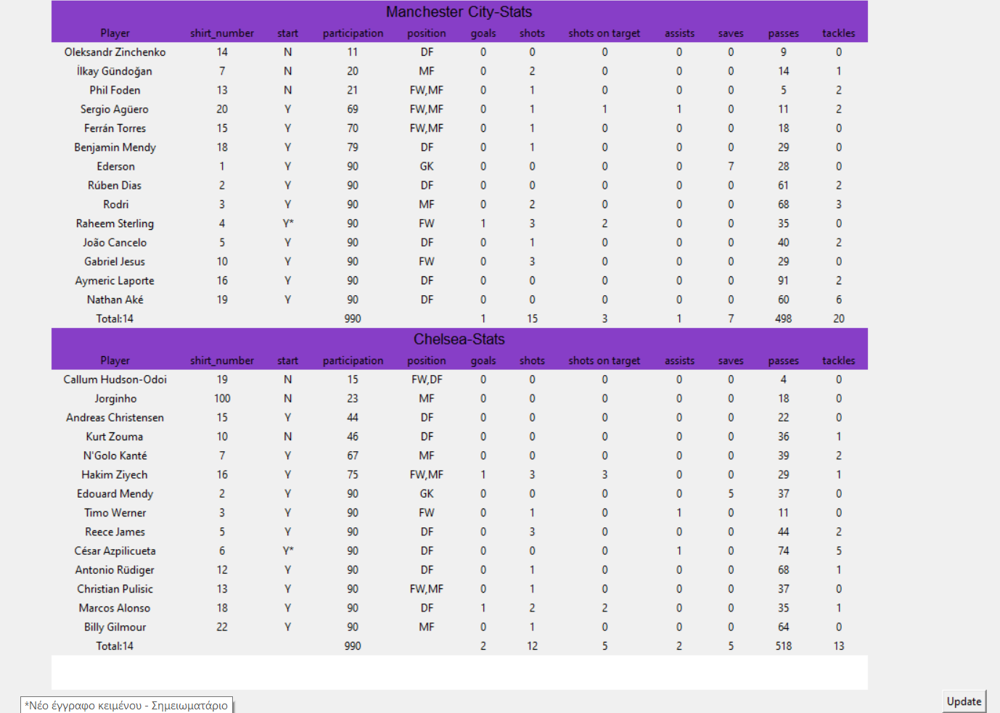 Manchester City-Stats
Player shirt_number start participation position goals shots shots on target assists saves passes tackles
Oleksandr Zinchenko 14 N 11 DF 0 0 0 0 0 9 0
İlkay Gündoğan 7 N 20 MF 0 2 0 0 0 14 1
Phil Foden 13 N 21 FW,MF 0 1 0 0 0 5 2
Sergio Agüero 20 Y 69 FW,MF 0 1 1 1 0 11 2
Ferrán Torres 15 Y 70 FW,MF 0 1 0 0 0 18 0
Benjamin Mendy 18 Y 79 DF 0 1 0 0 0 29 0
Ederson 1 Y 90 GK 0 0 0 0 7 28 0
Rúben Dias 2 Y 90 DF 0 0 0 0 0 61 2
Rodri 3 Y 90 MF 0 2 0 0 0 68 3
Raheem Sterling 4 Y* 90 FW 1 3 2 0 0 35 0
João Cancelo 5 Y 90 DF 0 1 0 0 0 40 2
Gabriel Jesus 10 Y 90 FW 0 3 0 0 0 29 0
Aymeric Laporte 16 Y 90 DF 0 0 0 0 0 91 2
Nathan Aké 19 Y 90 DF 0 0 0 0 0 60 6
Total:14 990 1 15 3 1 7 498 20
Chelsea-Stats
Player shirt_number start participation position goals shots shots on target assists saves passes tackles
Callum Hudson-Odoi 19 N 15 FW,DF 0 0 0 0 0 4 0
Jorginho 100 N 23 MF 0 0 0 0 0 18 0
Andreas Christensen 15 Y 44 DF 0 0 0 0 0 22 0
Kurt Zouma 10 N 46 DF 0 0 0 0 0 36 1
N'Golo Kanté 7 Y 67 MF 0 0 0 0 0 39 2
Hakim Ziyech 16 Y 75 FW,MF 1 3 3 0 0 29 1
Edouard Mendy 2 Y 90 GK 0 0 0 0 5 37 0
Timo Werner 3 Y 90 FW 0 1 0 1 0 11 0
Reece James 5 Y 90 DF 0 3 0 0 0 44 2
César Azpilicueta 6 Y* 90 DF 0 0 0 1 0 74 5
Antonio Rüdiger 12 Y 90 DF 0 1 0 0 0 68 1
Christian Pulisic 13 Y 90 FW,MF 0 1 0 0 0 37 0
Marcos Alonso 18 Y 90 DF 1 2 2 0 0 35 1
Billy Gilmour 22 Y 90 MF 0 1 0 0 0 64 0
Total:14 990 2 12 5 2 5 518 13
*Νέο έγγραφο κειμένου - Σημειωματάριο
Update